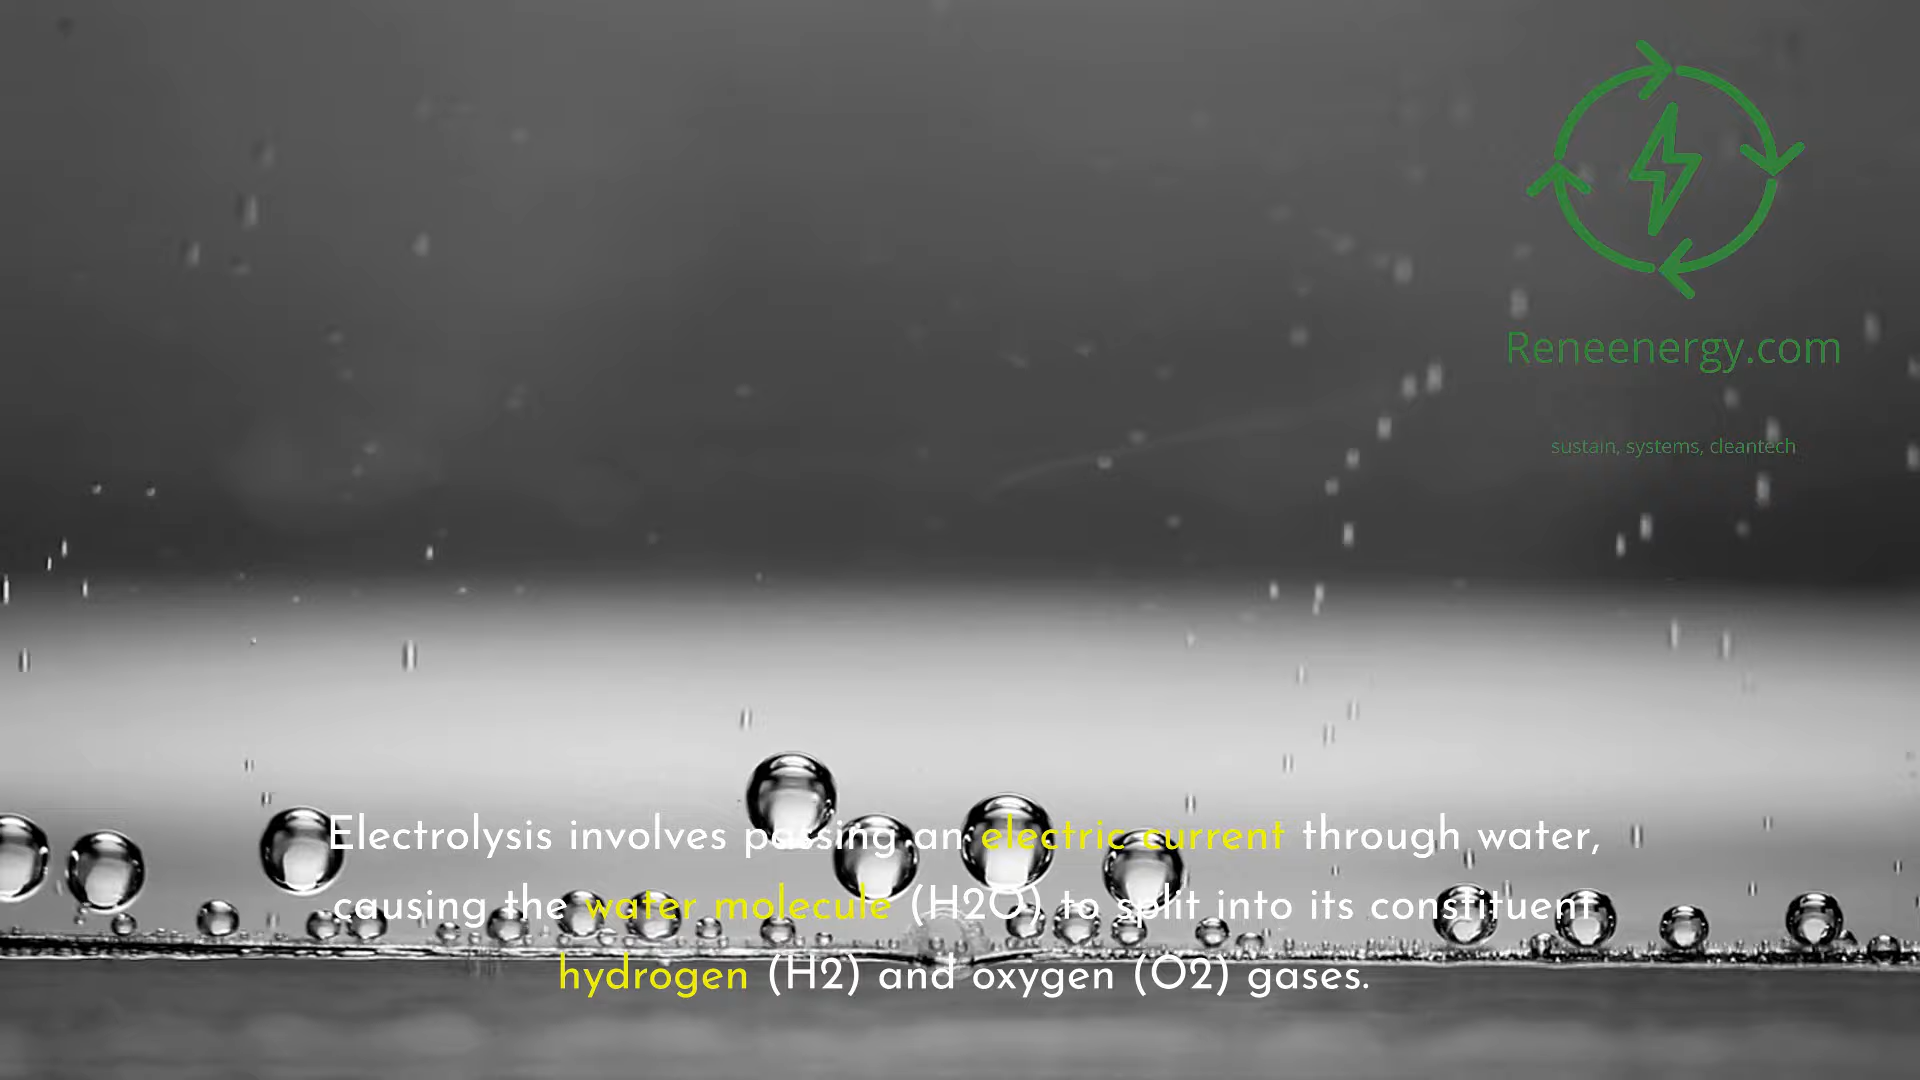 Reneenergy.com
sustain, systems, cleantech
Electrolysis involves passing an electric current through water,
causing the water molecule (H2O) to split into its constituent
hydrogen (H2) and oxygen (O2) gases.